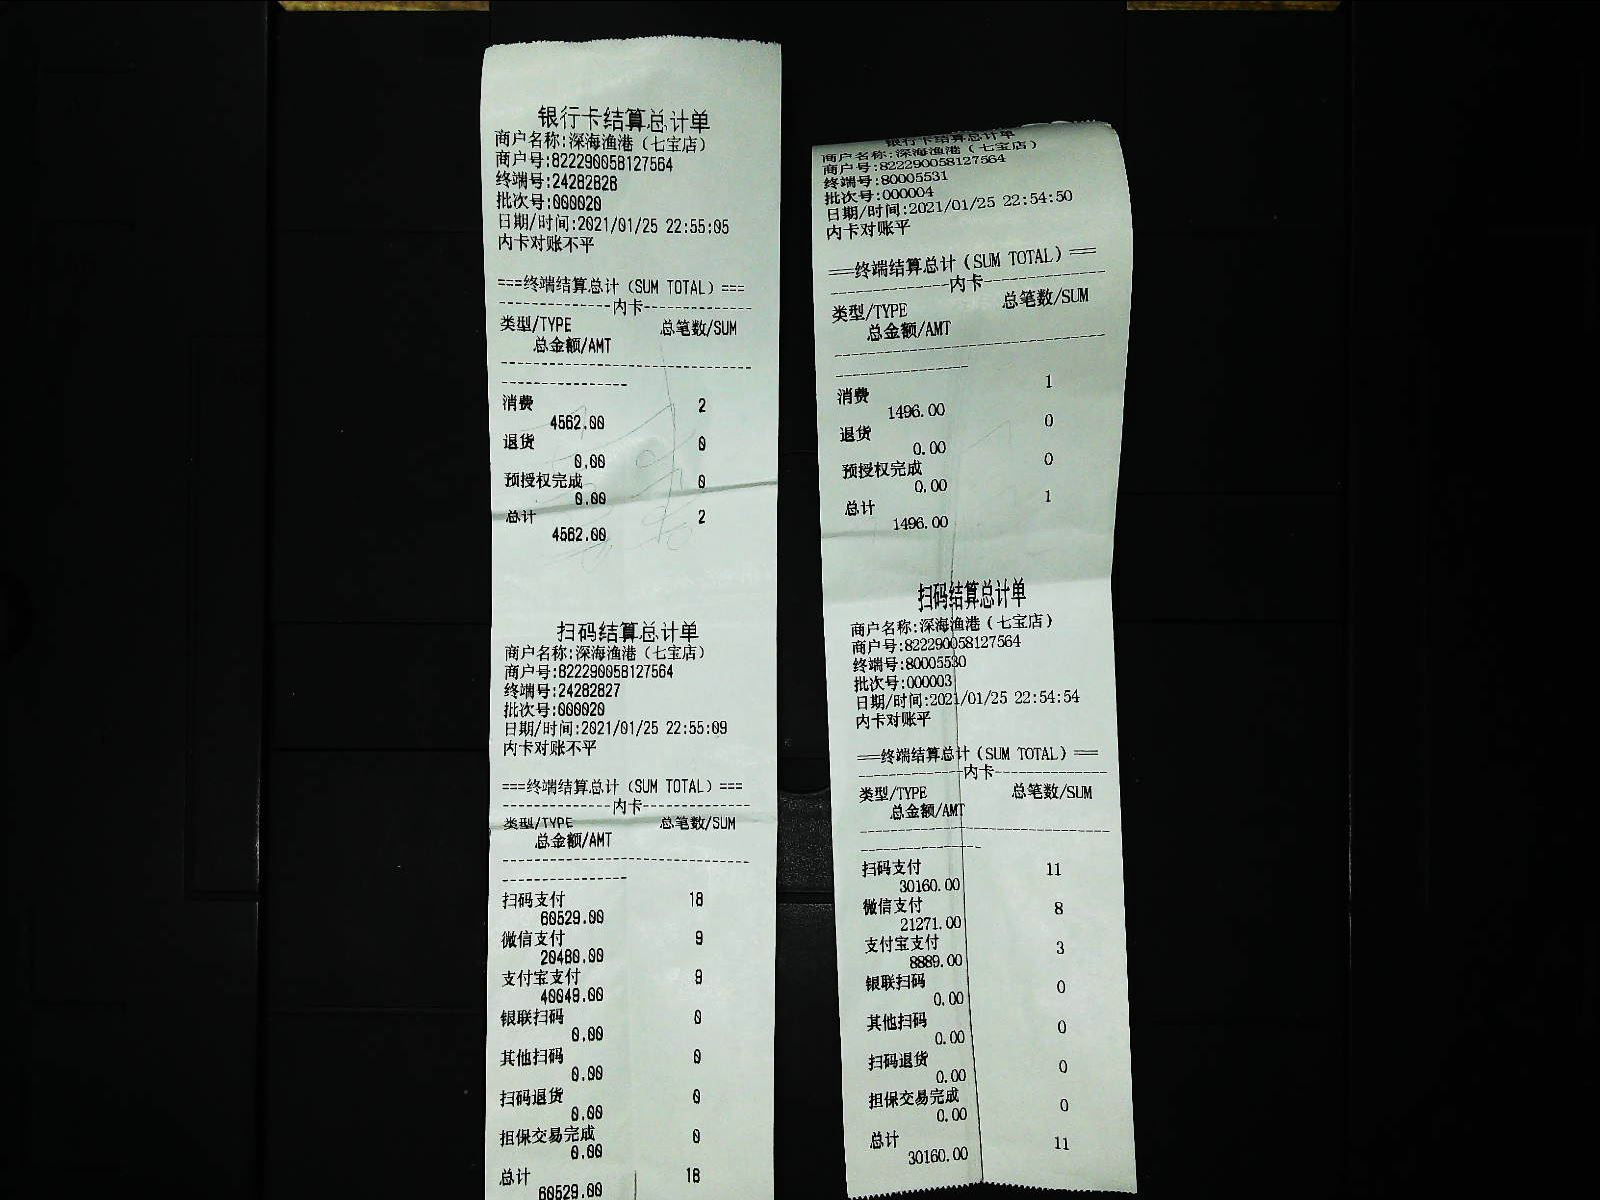 银行卡结算总计单
商户名称:深海渔港（七宝店）
商户号:822290058127564
终端号:24282828
批次号:000020
日期/时间:2021/01/25 22:55:05
内卡对账不平
===终端结算总计（SUM TOTAL）===
--------------内卡--------------
类型/TYPE 总笔数/SUM
总金额/AMT
消费 2
4562.00
退货 0
0.00
预授权完成 0
0.00
总计 2
4562.00
扫码结算总计单
商户名称:深海渔港（七宝店）
商户号:822290058127564
终端号:24282827
批次号:000020
日期/时间:2021/01/25 22:55:09
内卡对账不平
===终端结算总计（SUM TOTAL）===
--------------内卡--------------
类型/TYPE 总笔数/SUM
总金额/AMT
扫码支付 18
60529.00
微信支付 9
20480.00
支付宝支付 9
40049.00
银联扫码 0
0.00
其他扫码 0
0.00
扫码退货 0
0.00
担保交易完成 0
0.00
总计 18
60529.00
银行卡结算总计单
商户名称:深海渔港（七宝店）
商户号:822290058127564
终端号:80005531
批次号:000004
日期/时间:2021/01/25 22:54:50
内卡对账平
===终端结算总计（SUM TOTAL）===
--------------内卡--------------
类型/TYPE 总笔数/SUM
总金额/AMT
消费 1
1496.00
退货 0
0.00
预授权完成 0
0.00
总计 1
1496.00
扫码结算总计单
商户名称:深海渔港（七宝店）
商户号:822290058127564
终端号:80005530
批次号:000003
日期/时间:2021/01/25 22:54:54
内卡对账平
===终端结算总计（SUM TOTAL）===
--------------内卡--------------
类型/TYPE 总笔数/SUM
总金额/AMT
扫码支付 11
30160.00
微信支付 8
21271.00
支付宝支付 3
8889.00
银联扫码 0
0.00
其他扫码 0
0.00
扫码退货 0
0.00
担保交易完成 0
0.00
总计 11
30160.00